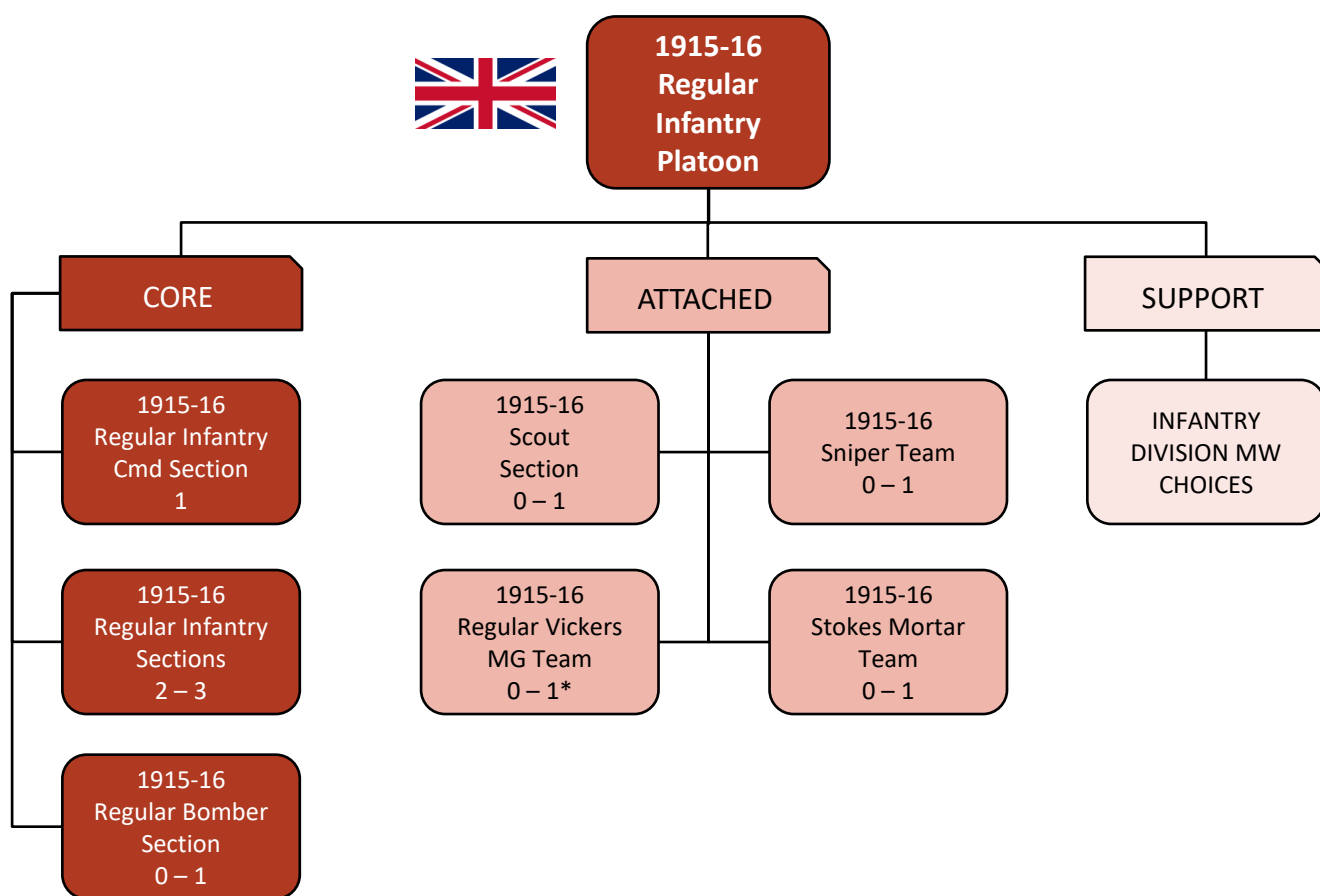 1915-16
Regular
Infantry
Platoon
CORE
ATTACHED
SUPPORT
1915-16
Regular Infantry
Cmd Section
1
1915-16
Scout
Section
0 – 1
1915-16
Sniper Team
0 – 1
INFANTRY
DIVISION MW
CHOICES
1915-16
Regular Infantry
Sections
2 – 3
1915-16
Regular Vickers
MG Team
0 – 1*
1915-16
Stokes Mortar
Team
0 – 1
1915-16
Regular Bomber
Section
0 – 1